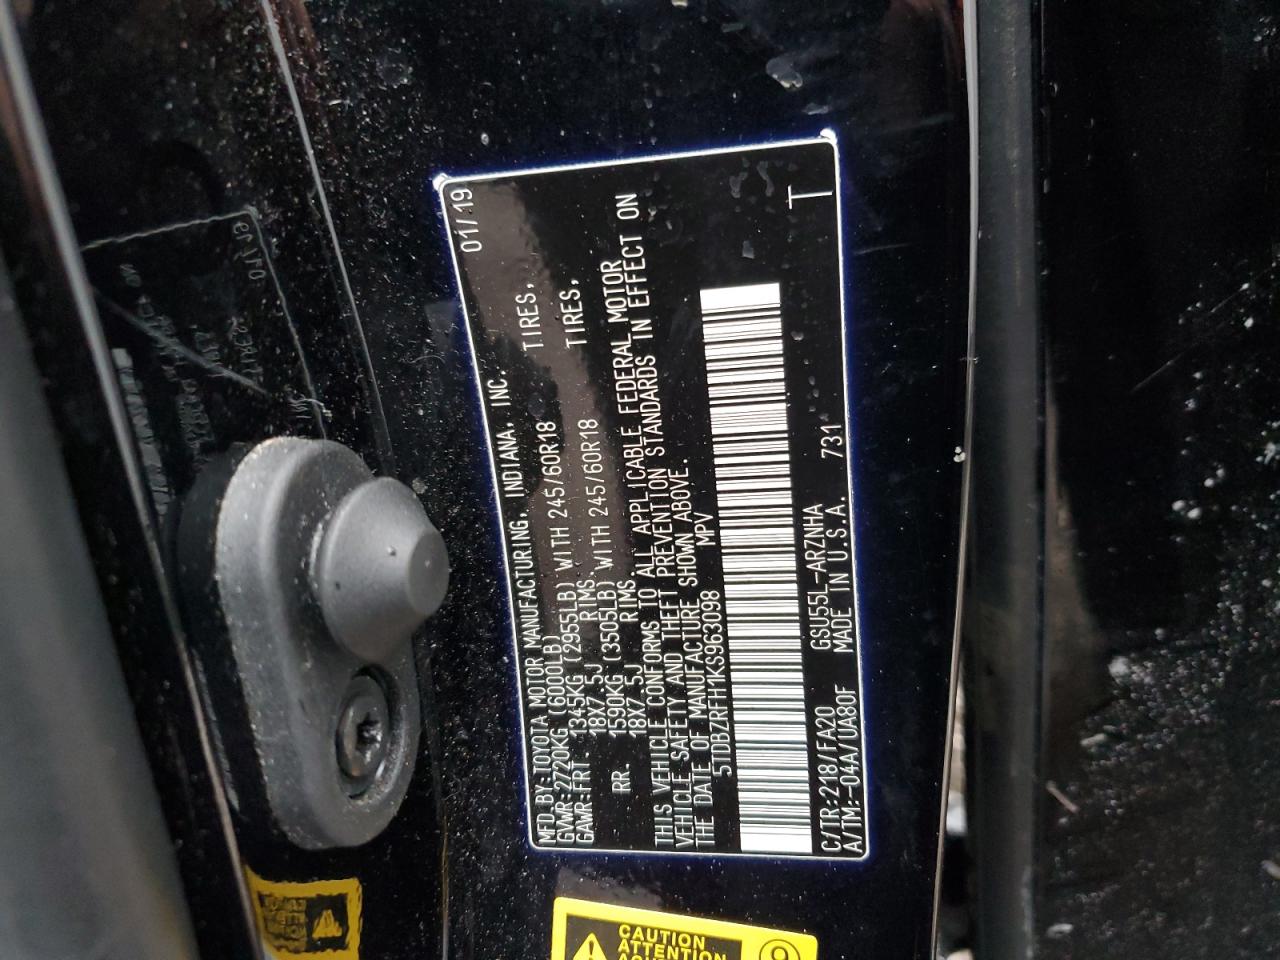 MFD.BY:TOYOTA MOTOR MANUFACTURING, INDIANA, INC. 01/19
GVWR:2720KG (6000LB)
GAWR:FRT. 1345KG (2955LB) WITH 245/60R18 TIRES,
18X7.5J RIMS.
RR. 1590KG (3505LB) WITH 245/60R18 TIRES,
18X7.5J RIMS.
THIS VEHICLE CONFORMS TO ALL APPLICABLE FEDERAL MOTOR
VEHICLE SAFETY AND THEFT PREVENTION STANDARDS IN EFFECT ON
THE DATE OF MANUFACTURE SHOWN ABOVE.
5TDBZRFH1KS963098 MPV
C/TR:218/FA20 GSU55L-ARZNHA 731
A/TM:-04A/UA80F MADE IN U.S.A. T
CAUTION
ATTENTION